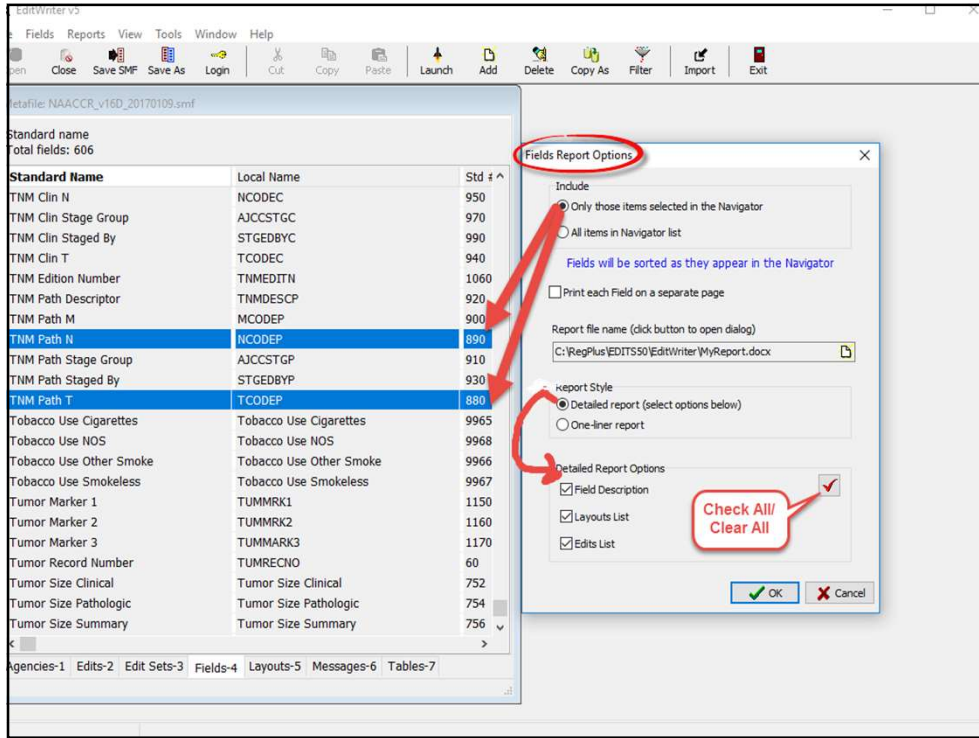 EditWriter v5
Fields Reports View Tools Window Help
Close Save SMF Save As Login Cut Copy Paste Launch Add Delete Copy As Filter Import Exit
Metafile: NAACCR_v16D_20170109.smf
Standard name
Total fields: 606
Standard Name Local Name Std #
TNM Clin N NCODEC 950
TNM Clin Stage Group AJCCSTGC 970
TNM Clin Staged By STGEDBYC 990
TNM Clin T TCODEC 940
TNM Edition Number TNMEDITN 1060
TNM Path Descriptor TNMDESCP 920
TNM Path M MCODEP 900
TNM Path N NCODEP 890
TNM Path Stage Group AJCCSTGP 910
TNM Path Staged By STGEDBYP 930
TNM Path T TCODEP 880
Tobacco Use Cigarettes Tobacco Use Cigarettes 9965
Tobacco Use NOS Tobacco Use NOS 9968
Tobacco Use Other Smoke Tobacco Use Other Smoke 9966
Tobacco Use Smokeless Tobacco Use Smokeless 9967
Tumor Marker 1 TUMMRK1 1150
Tumor Marker 2 TUMMRK2 1160
Tumor Marker 3 TUMMARK3 1170
Tumor Record Number TUMRECNO 60
Tumor Size Clinical Tumor Size Clinical 752
Tumor Size Pathologic Tumor Size Pathologic 754
Tumor Size Summary Tumor Size Summary 756
Agencies-1 Edits-2 Edit Sets-3 Fields-4 Layouts-5 Messages-6 Tables-7
Fields Report Options
Include
Only those items selected in the Navigator
All items in Navigator list
Fields will be sorted as they appear in the Navigator
Print each Field on a separate page
Report file name (click button to open dialog)
C:\RegPlus\EDITS50\EditWriter\MyReport.docx
Report Style
Detailed report (select options below)
One-liner report
Detailed Report Options
Field Description
Layouts List
Edits List
Check All/
Clear All
OK Cancel